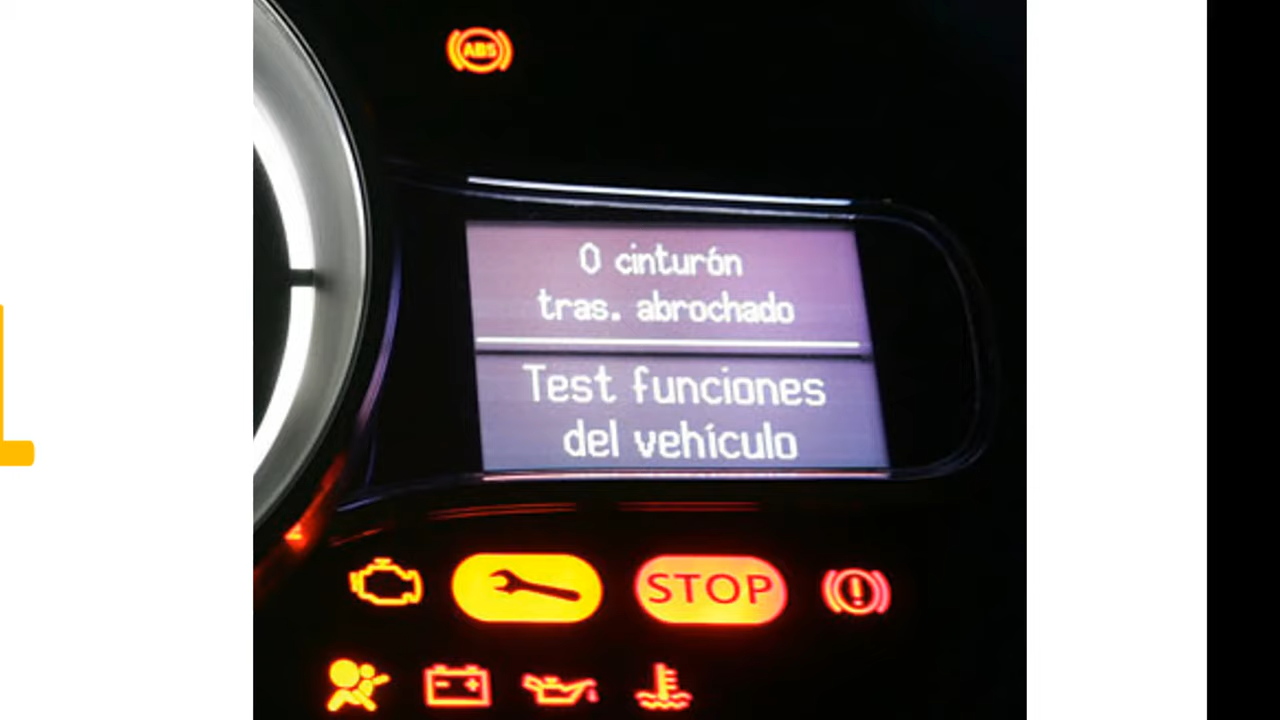 ABS
0 cinturón
tras. abrochado
Test funciones
del vehículo
STOP